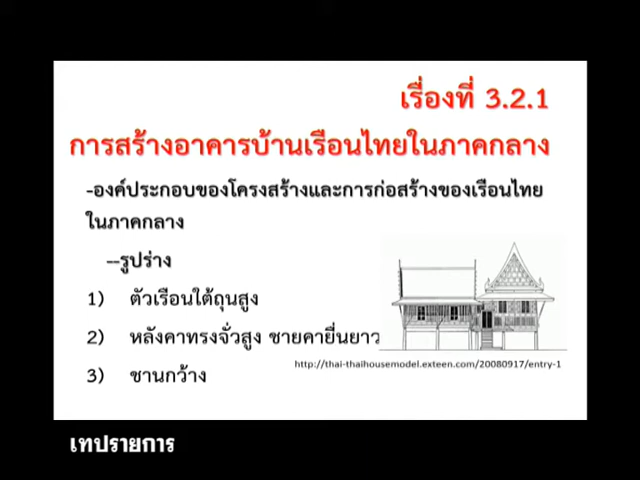 เรื่องที่ 3.2.1
การสร้างอาคารบ้านเรือนไทยในภาคกลาง
-องค์ประกอบของโครงสร้างและการก่อสร้างของเรือนไทย
ในภาคกลาง
--รูปร่าง
1) ตัวเรือนใต้ถุนสูง
2) หลังคาทรงจั่วสูง ชายคายื่นยาว
http://thai-thaihousemodel.exteen.com/20080917/entry-1
3) ชานกว้าง
เทปรายการ